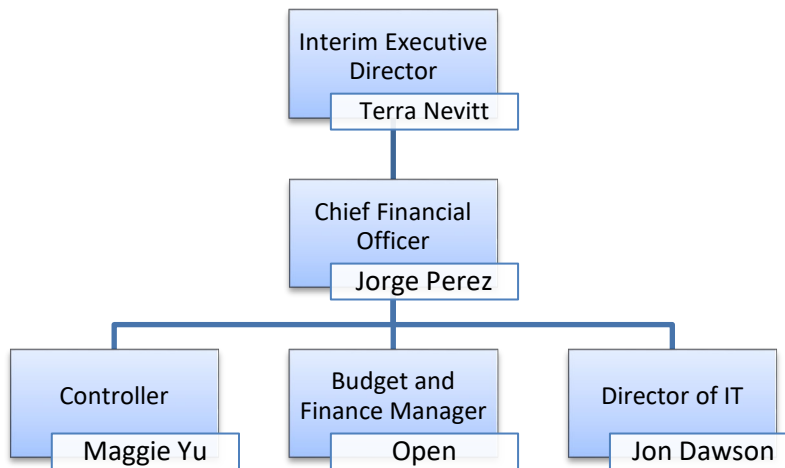 Interim Executive
Director
Terra Nevitt
Chief Financial
Officer
Jorge Perez
Controller
Maggie Yu
Budget and
Finance Manager
Open
Director of IT
Jon Dawson